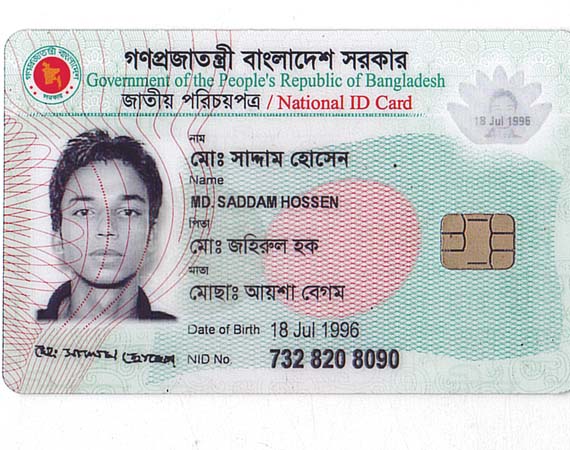 গণপ্রজাতন্ত্রী বাংলাদেশ সরকার
Government of the People's Republic of Bangladesh
জাতীয় পরিচয়পত্র / National ID Card
18 Jul 1996
নাম
মোঃ সাদ্দাম হোসেন
Name
MD. SADDAM HOSSEN
পিতা
মোঃ জহিরুল হক
মাতা
মোছাঃ আয়শা বেগম
Date of Birth 18 Jul 1996
NID No. 732 820 8090